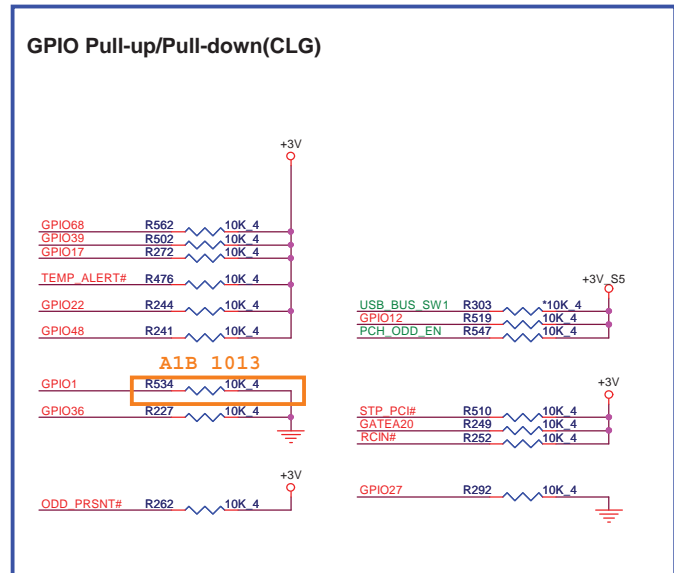 GPIO Pull-up/Pull-down(CLG)
+3V
GPIO68 R562 10K_4
GPIO39 R502 10K_4
GPIO17 R272 10K_4
TEMP_ALERT# R476 10K_4
GPIO22 R244 10K_4
GPIO48 R241 10K_4
A1B 1013
GPIO1 R534 10K_4
GPIO36 R227 10K_4
+3V
ODD_PRSNT# R262 10K_4
+3V_S5
USB_BUS_SW1 R303 *10K_4
GPIO12 R519 10K_4
PCH_ODD_EN R547 10K_4
+3V
STP_PCI# R510 10K_4
GATEA20 R249 10K_4
RCIN# R252 10K_4
GPIO27 R292 10K_4